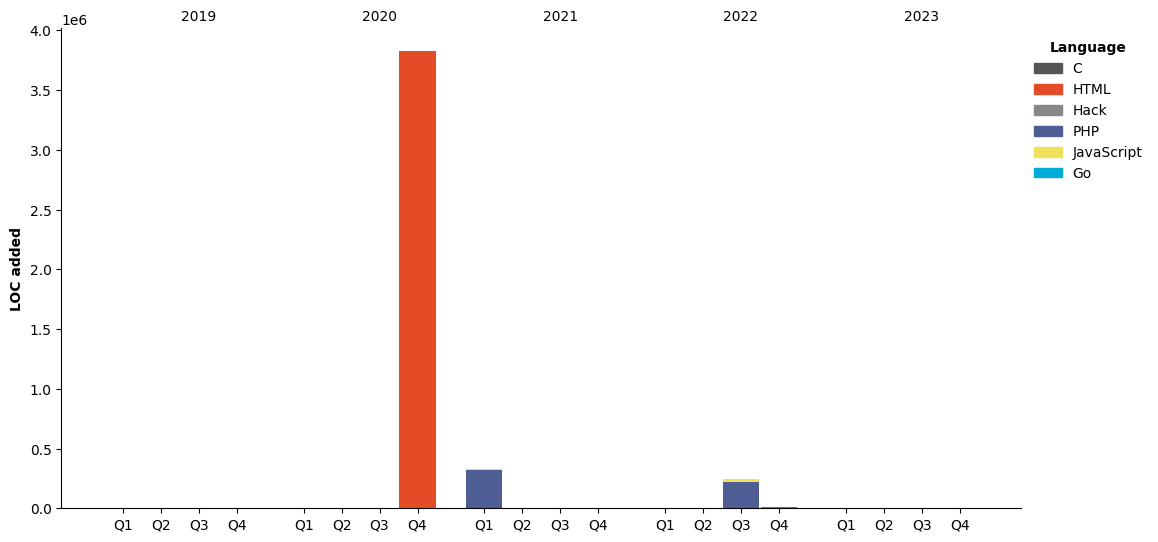 2019 2020 2021 2022 2023
1e6
4.0
3.5
3.0
2.5
2.0
1.5
1.0
0.5
0.0
LOC added
Q1 Q2 Q3 Q4 Q1 Q2 Q3 Q4 Q1 Q2 Q3 Q4 Q1 Q2 Q3 Q4 Q1 Q2 Q3 Q4
Language
C
HTML
Hack
PHP
JavaScript
Go